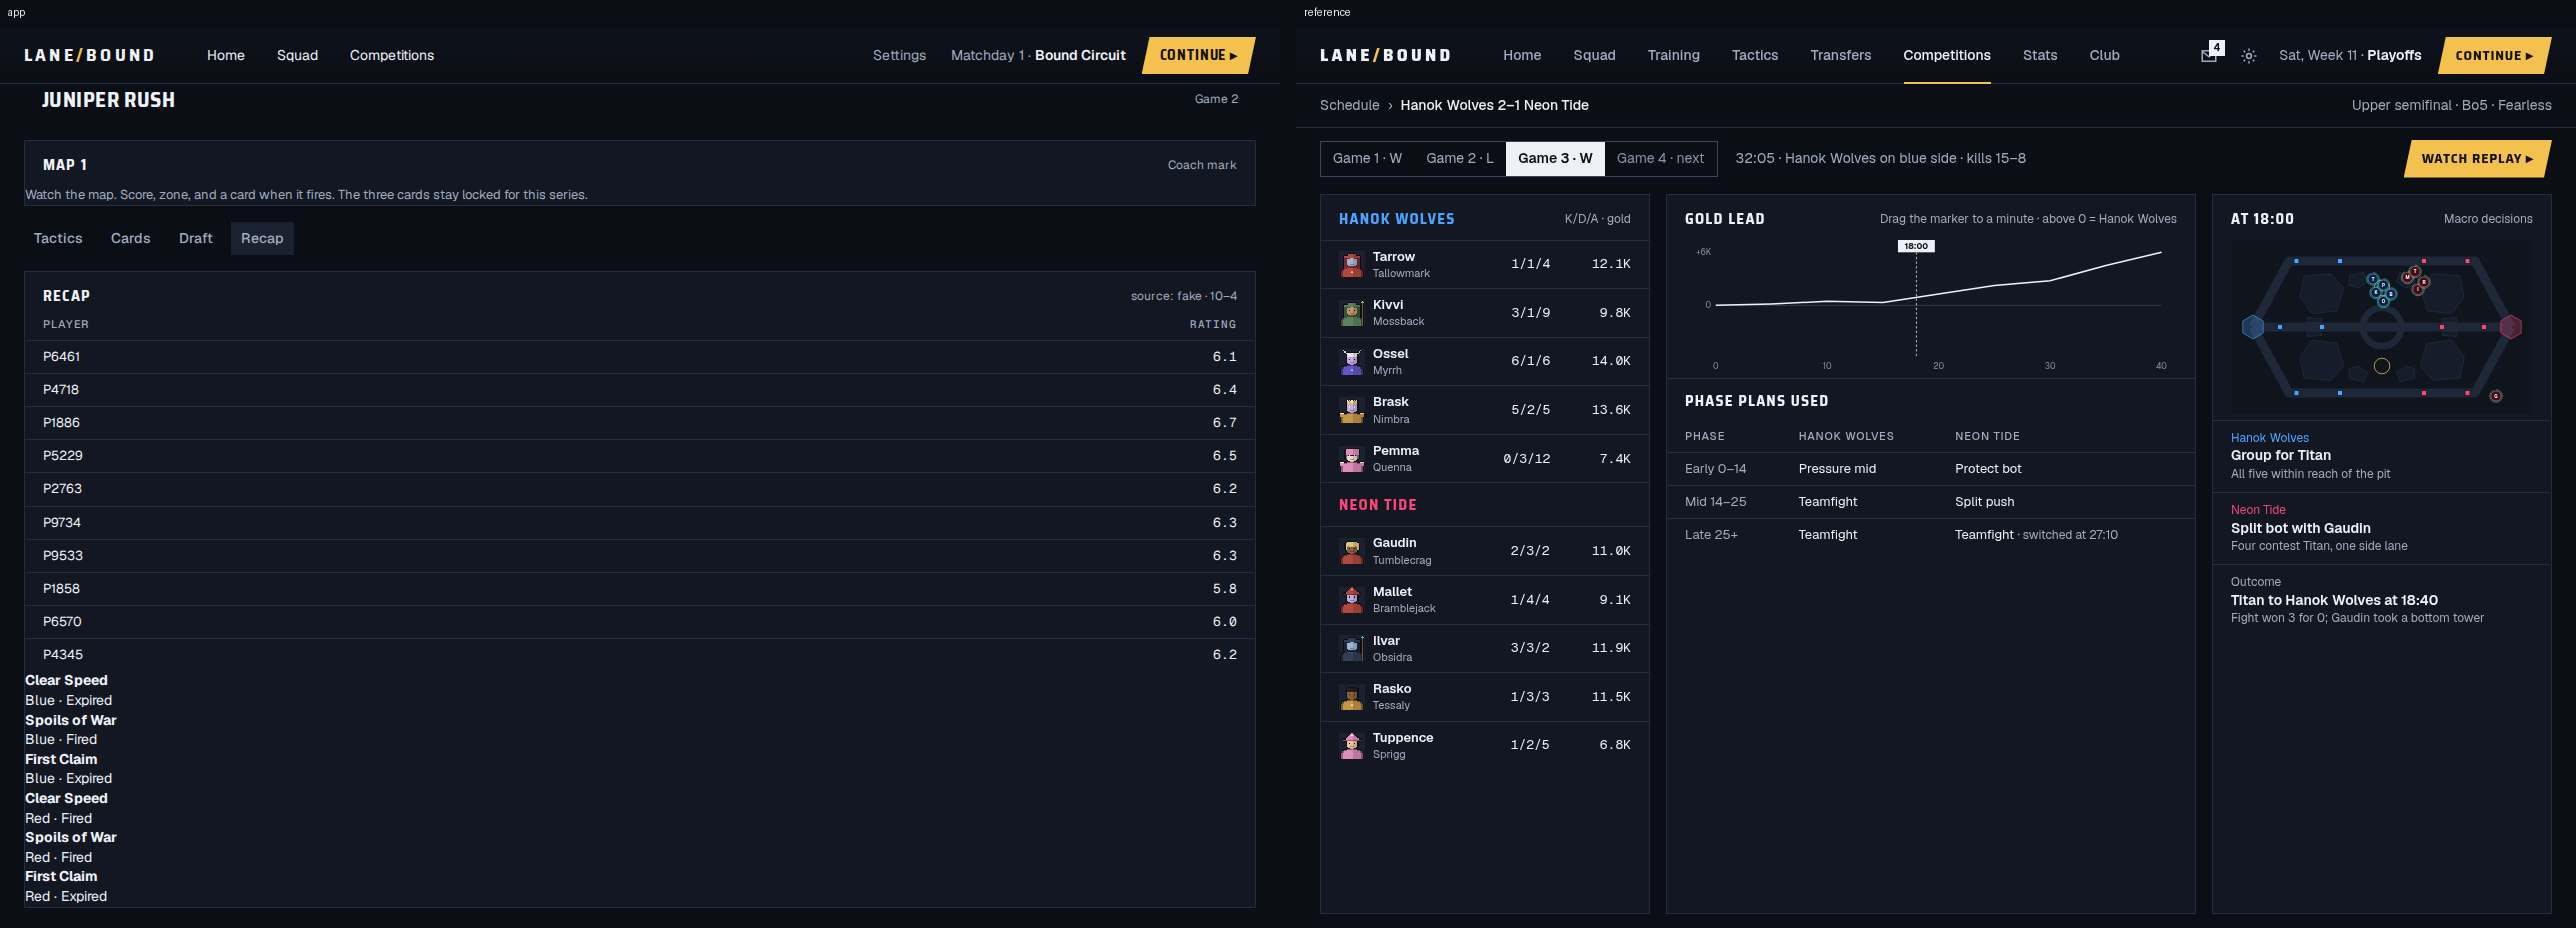 app
LANE/BOUND
Home Squad Competitions
Settings Matchday 1 · Bound Circuit CONTINUE ▸
JUNIPER RUSH Game 2
MAP 1 Coach mark
Watch the map. Score, zone, and a card when it fires. The three cards stay locked for this series.
Tactics Cards Draft Recap
RECAP source: fake · 10–4
PLAYER RATING
P6461 6.1
P4718 6.4
P1886 6.7
P5229 6.5
P2763 6.2
P9734 6.3
P9533 6.3
P1858 5.8
P6570 6.0
P4345 6.2
Clear Speed
Blue · Expired
Spoils of War
Blue · Fired
First Claim
Blue · Expired
Clear Speed
Red · Fired
Spoils of War
Red · Fired
First Claim
Red · Expired
reference
LANE/BOUND
Home Squad Training Tactics Transfers Competitions Stats Club
4
Sat, Week 11 · Playoffs CONTINUE ▸
Schedule › Hanok Wolves 2–1 Neon Tide
Upper semifinal · Bo5 · Fearless
Game 1 · W Game 2 · L Game 3 · W Game 4 · next
32:05 · Hanok Wolves on blue side · kills 15–8
WATCH REPLAY ▸
HANOK WOLVES K/D/A · gold
Tarrow 1/1/4 12.1K
Tallowmark
Kivvi 3/1/9 9.8K
Mossback
Ossel 6/1/6 14.0K
Myrrh
Brask 5/2/5 13.6K
Nimbra
Pemma 0/3/12 7.4K
Quenna
NEON TIDE
Gaudin 2/3/2 11.0K
Tumblecrag
Mallet 1/4/4 9.1K
Bramblejack
Ilvar 3/3/2 11.9K
Obsidra
Rasko 1/3/3 11.5K
Tessaly
Tuppence 1/2/5 6.8K
Sprigg
GOLD LEAD Drag the marker to a minute · above 0 = Hanok Wolves
18:00
+6K
0
0 10 20 30 40
PHASE PLANS USED
PHASE HANOK WOLVES NEON TIDE
Early 0–14 Pressure mid Protect bot
Mid 14–25 Teamfight Split push
Late 25+ Teamfight Teamfight · switched at 27:10
AT 18:00 Macro decisions
Hanok Wolves
Group for Titan
All five within reach of the pit
Neon Tide
Split bot with Gaudin
Four contest Titan, one side lane
Outcome
Titan to Hanok Wolves at 18:40
Fight won 3 for 0; Gaudin took a bottom tower